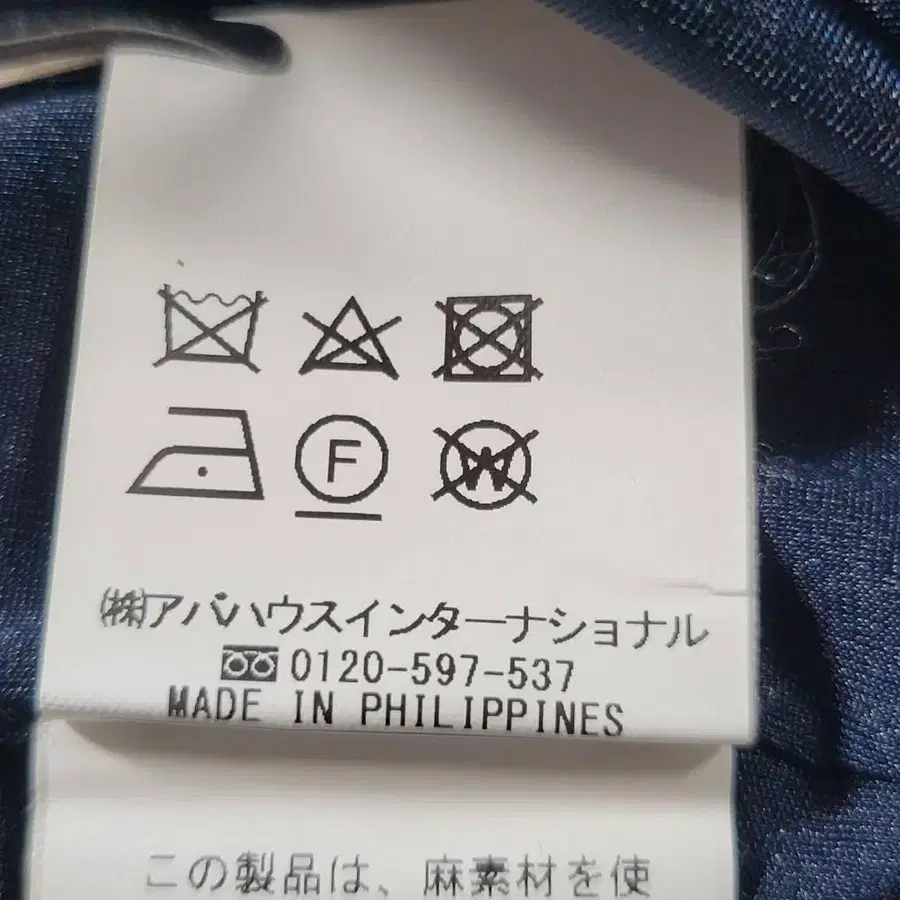 F W
(株)アバハウスインターナショナル
0120-597-537
MADE IN PHILIPPINES
この製品は、麻素材を使